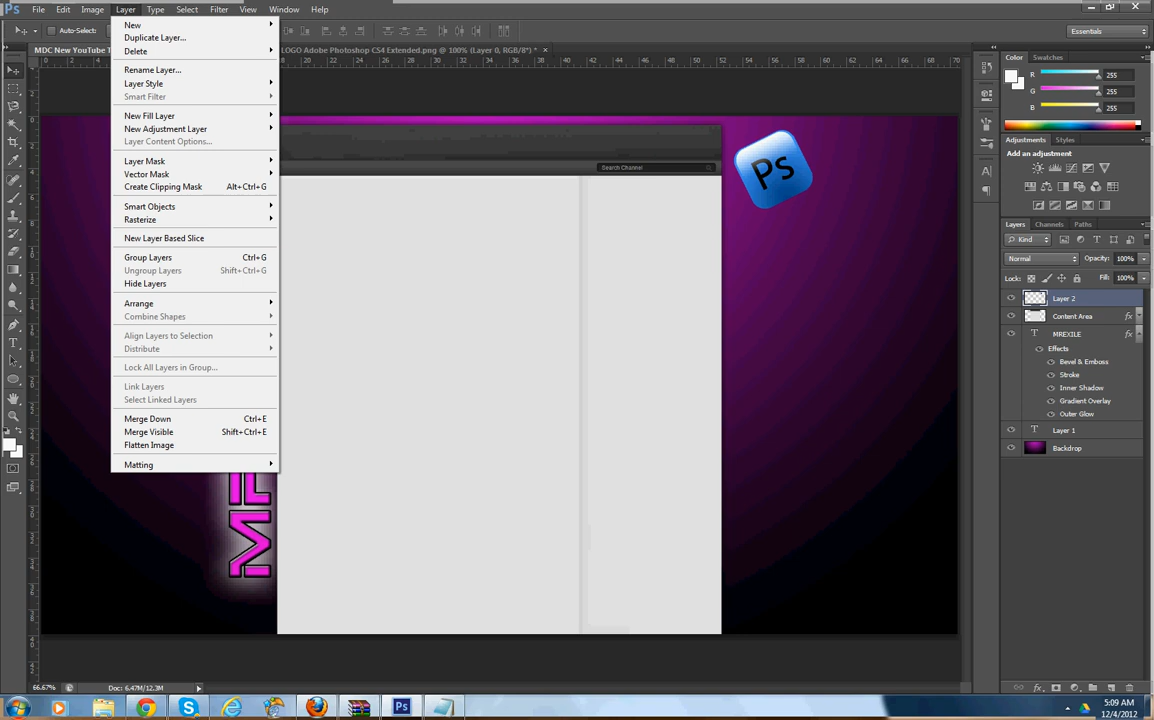 Ps File Edit Image Layer Type Select Filter View Window Help
Auto-Select:
Essentials
MDC New YouTube T
LOGO Adobe Photoshop CS4 Extended.png @ 100% (Layer 0, RGB/8*) *
New
Duplicate Layer...
Delete
Rename Layer...
Layer Style
Smart Filter
New Fill Layer
New Adjustment Layer
Layer Content Options...
Layer Mask
Vector Mask
Create Clipping Mask Alt+Ctrl+G
Smart Objects
Rasterize
New Layer Based Slice
Group Layers Ctrl+G
Ungroup Layers Shift+Ctrl+G
Hide Layers
Arrange
Combine Shapes
Align Layers to Selection
Distribute
Lock All Layers in Group...
Link Layers
Select Linked Layers
Merge Down Ctrl+E
Merge Visible Shift+Ctrl+E
Flatten Image
Matting
Search Channel
Ps
Color Swatches
R 255
G 255
B 255
Adjustments Styles
Add an adjustment
Layers Channels Paths
Kind
Normal Opacity: 100%
Lock: Fill: 100%
Layer 2
Content Area fx
T MREXILE fx
Effects
Bevel & Emboss
Stroke
Inner Shadow
Gradient Overlay
Outer Glow
T Layer 1
Backdrop
66.67% Doc: 6.47M/12.3M
5:09 AM
12/4/2012